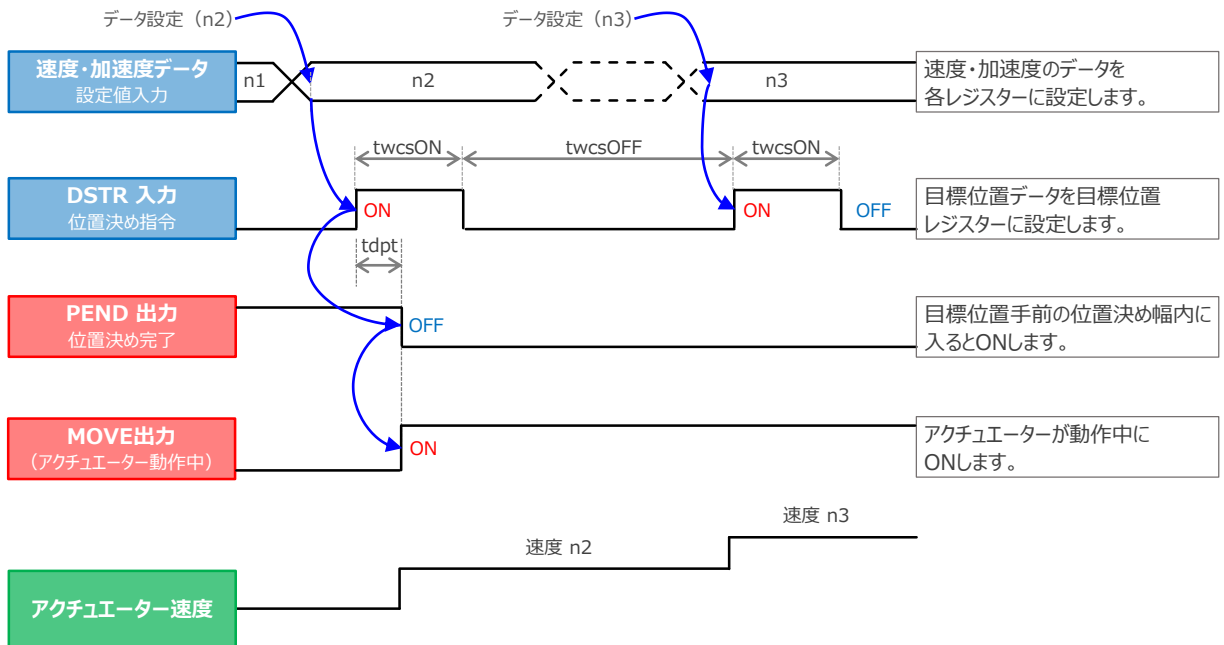 データ設定（n2）
データ設定（n3）
速度・加速度データ
設定値入力
n1
n2
n3
速度・加速度のデータを
各レジスターに設定します。
twcsON
twcsOFF
twcsON
DSTR 入力
位置決め指令
ON
ON
OFF
目標位置データを目標位置
レジスターに設定します。
tdpt
PEND 出力
位置決め完了
OFF
目標位置手前の位置決め幅内に
入るとONします。
MOVE出力
（アクチュエーター動作中）
ON
アクチュエーターが動作中に
ONします。
速度 n3
速度 n2
アクチュエーター速度